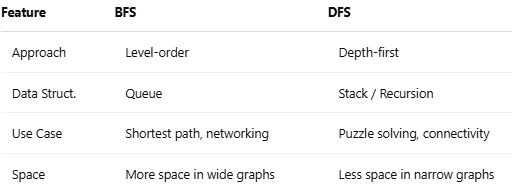 Feature BFS DFS
Approach Level-order Depth-first
Data Struct. Queue Stack / Recursion
Use Case Shortest path, networking Puzzle solving, connectivity
Space More space in wide graphs Less space in narrow graphs